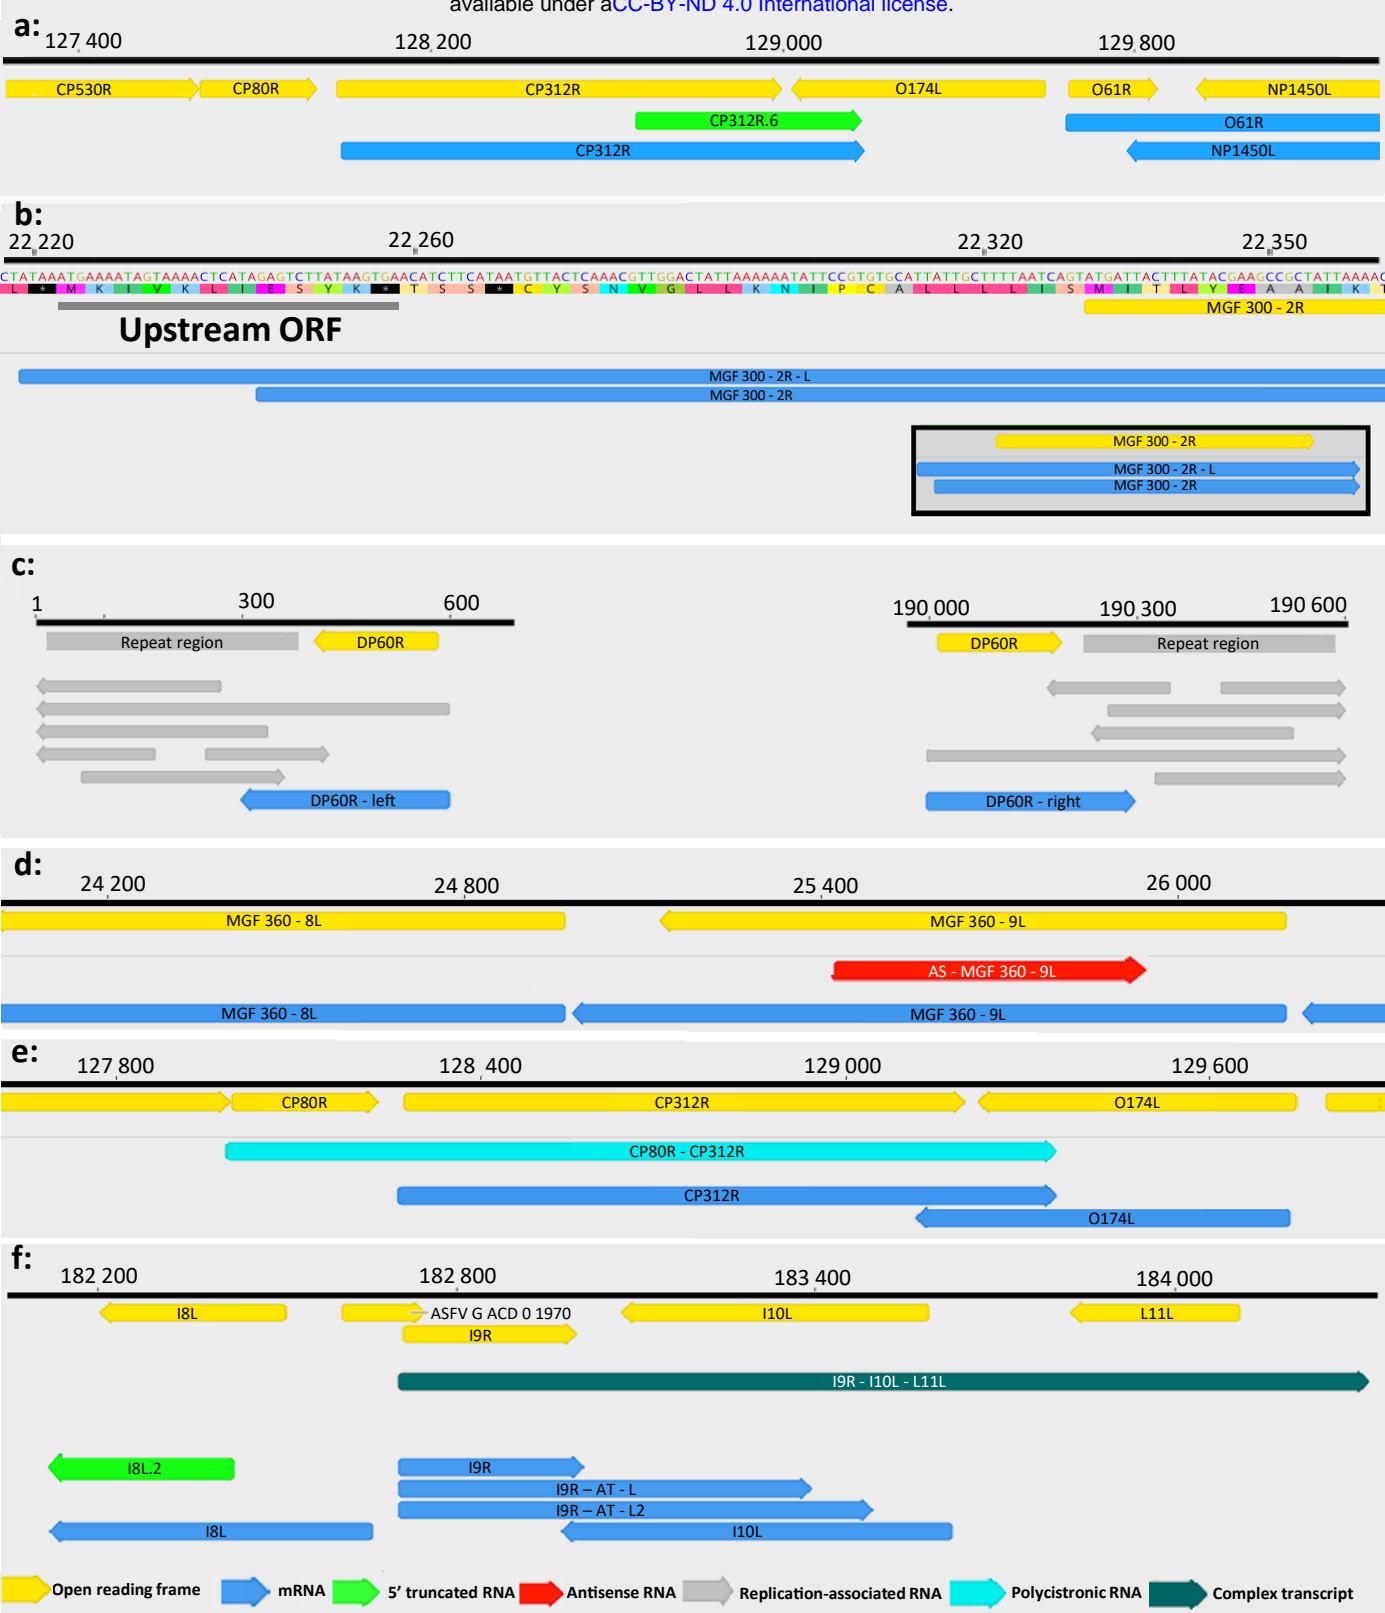 available under aCC-BY-ND 4.0 International license.
a:
127 400 128 200 129 000 129 800
CP530R CP80R CP312R O174L O61R NP1450L
CP312R.6 O61R
CP312R NP1450L
b:
22 220 22 260 22 320 22 350
CTATAAATGAAAATAGTAAAACTCATAGAGTCTTATAAGTGAACATCTTCATAATGTTACTCAAACGTTGGACTATTAAAAAATATTCCGTGTGCATTATTGCTTTTTAATCAGTATGATTACTTTATACGAAGCCGCTATTAAAAC
L * M K I V K L I E S Y K * T S S * C Y S N V G L L K N I P C A L L L L I S M I T L Y E A A I K T
MGF 300 - 2R
Upstream ORF
MGF 300 - 2R - L
MGF 300 - 2R
MGF 300 - 2R
MGF 300 - 2R - L
MGF 300 - 2R
c:
1 300 600 190 000 190 300 190 600
Repeat region DP60R DP60R Repeat region
DP60R - left DP60R - right
d:
24 200 24 800 25 400 26 000
MGF 360 - 8L MGF 360 - 9L
AS - MGF 360 - 9L
MGF 360 - 8L MGF 360 - 9L
e:
127 800 128 400 129 000 129 600
CP80R CP312R O174L
CP80R - CP312R
CP312R
O174L
f:
182 200 182 800 183 400 184 000
I8L ASFV G ACD 0 1970 I10L L11L
I9R
I9R - I10L - L11L
I8L.2 I9R
I9R – AT - L
I9R – AT - L2
I8L I10L
Open reading frame mRNA 5' truncated RNA Antisense RNA Replication-associated RNA Polycistronic RNA Complex transcript